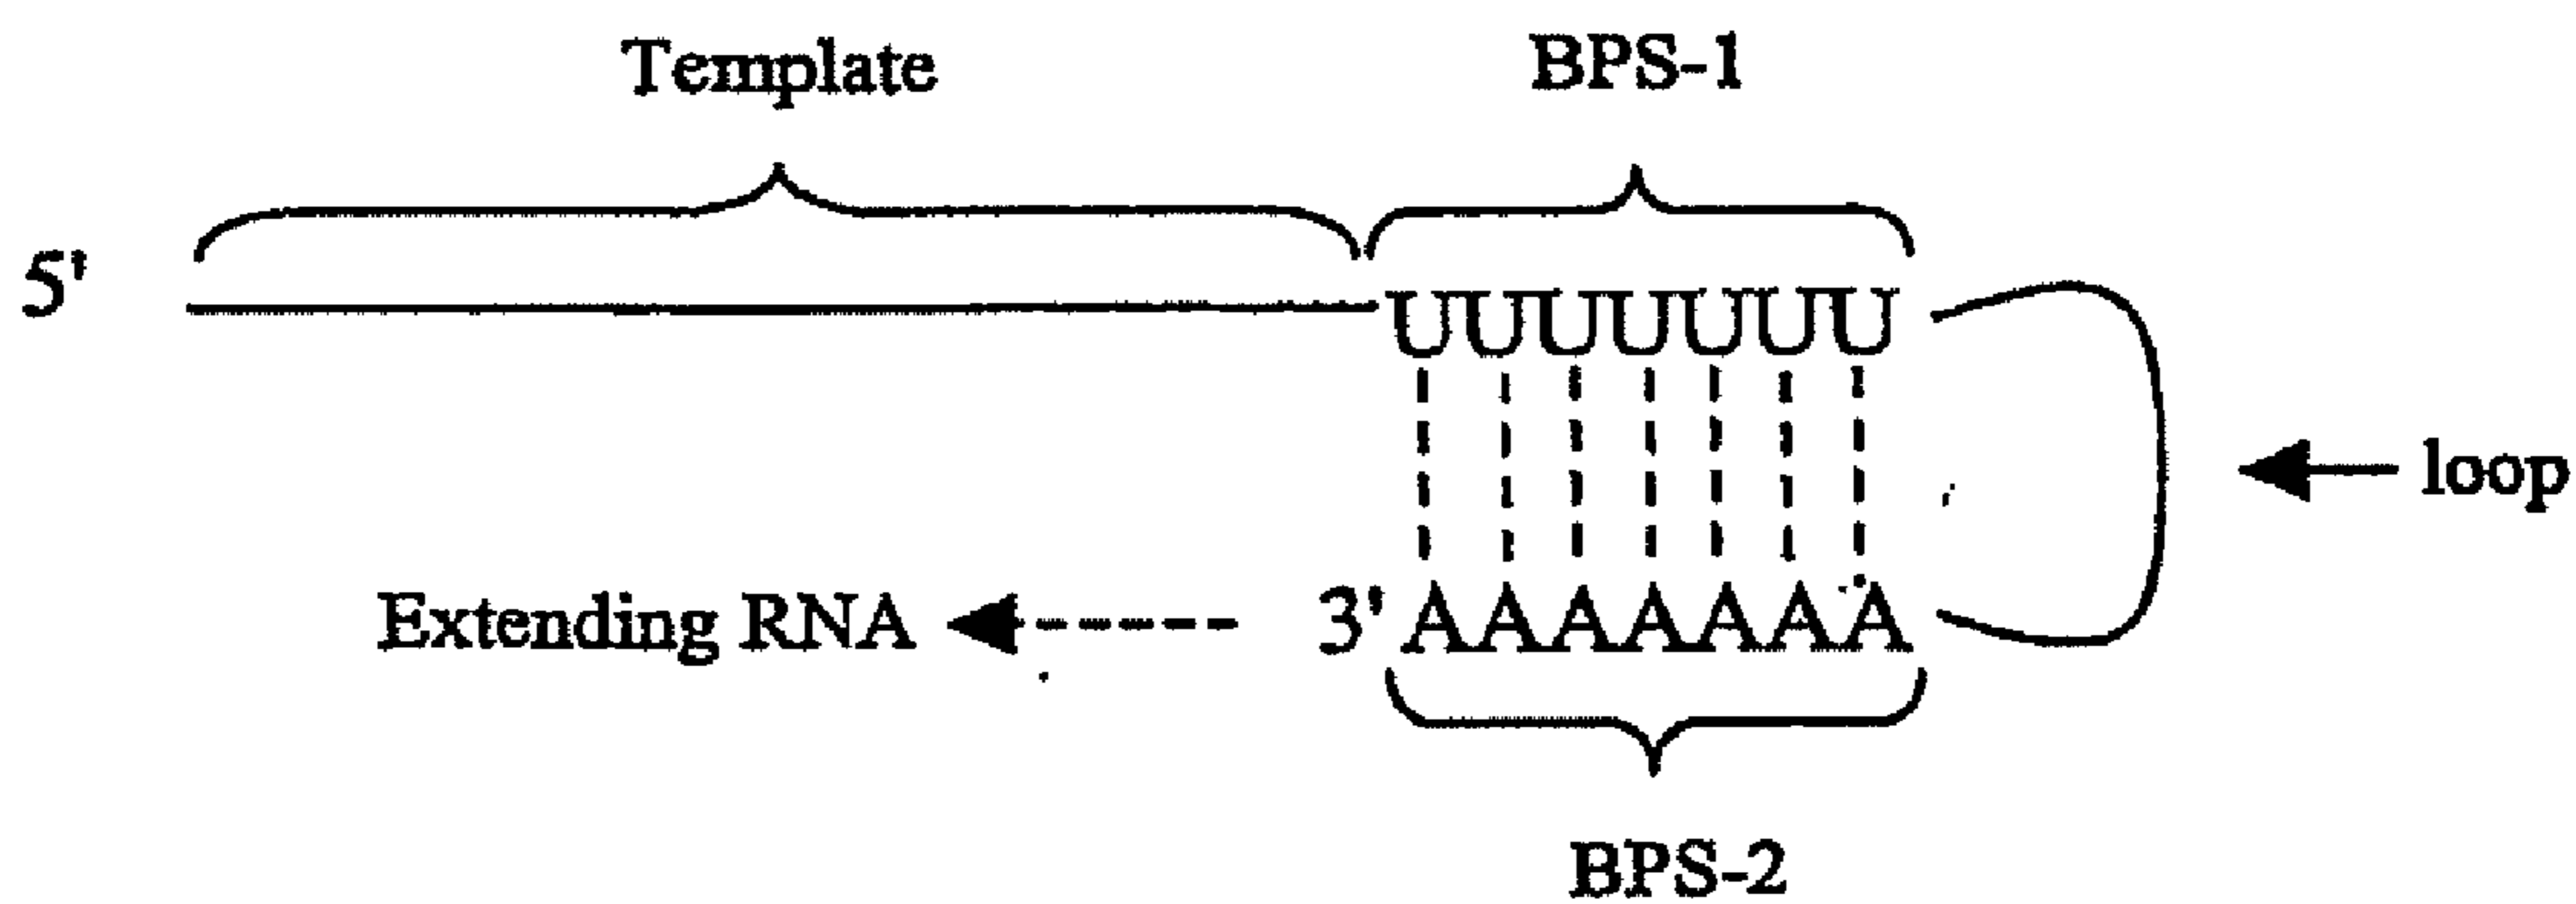 Template BPS-1
5'
UUUUUUU
loop
Extending RNA 3' AAAAAAA
BPS-2